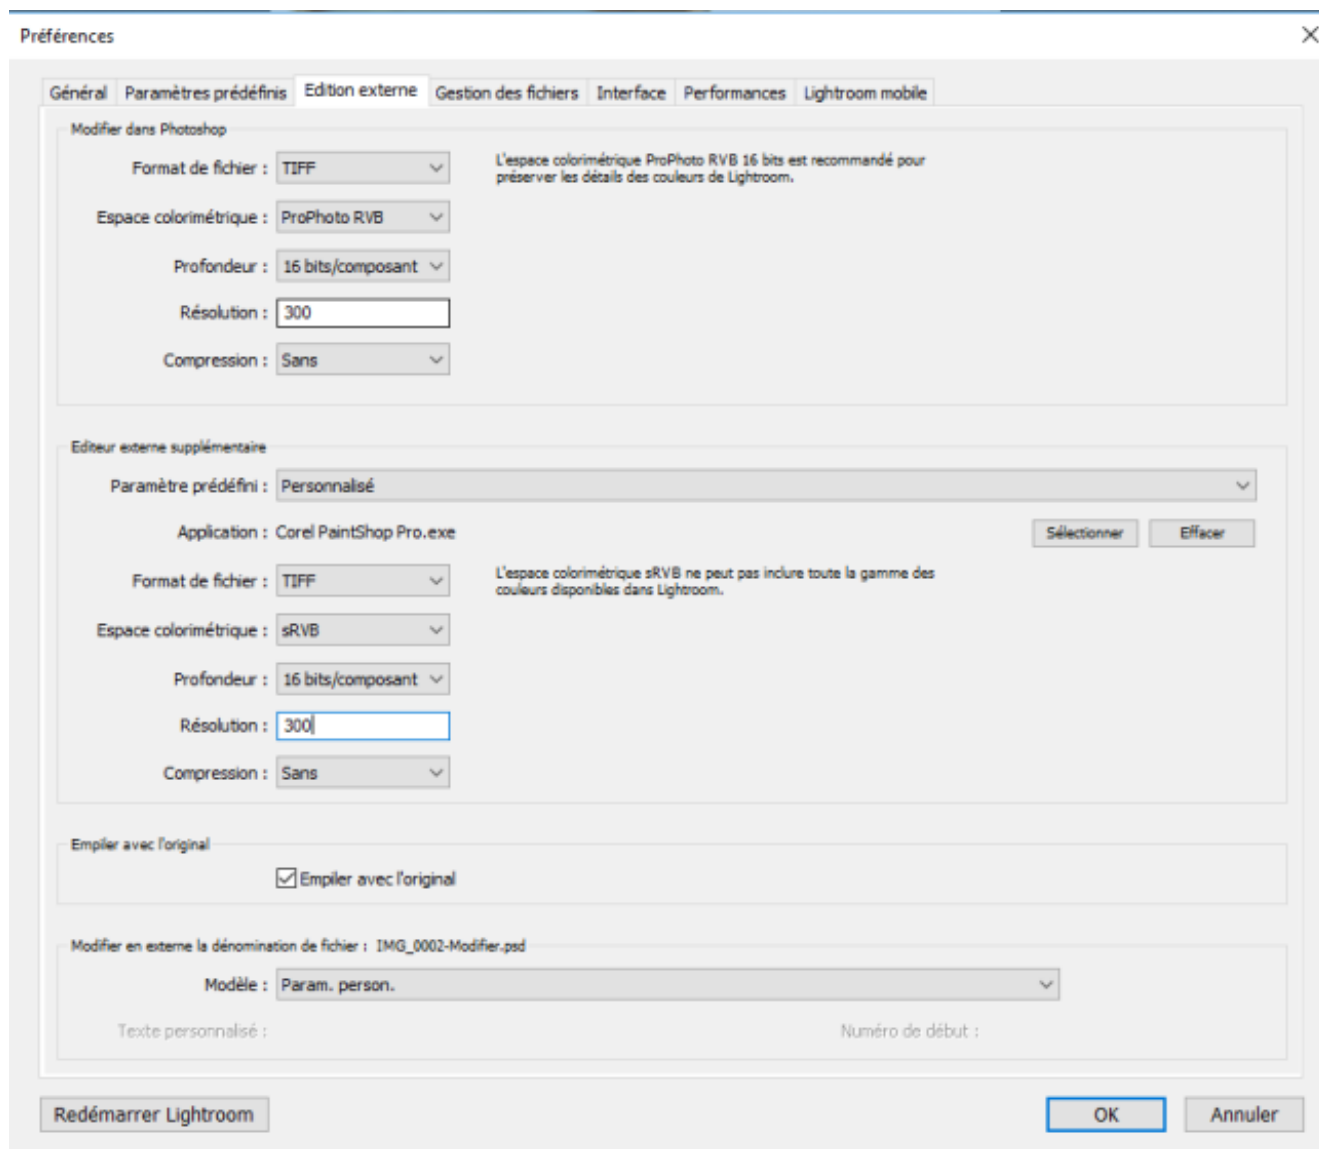 Préférences
Général Paramètres prédéfinis Edition externe Gestion des fichiers Interface Performances Lightroom mobile
Modifier dans Photoshop
Format de fichier : TIFF
L'espace colorimétrique ProPhoto RVB 16 bits est recommandé pour
préserver les détails des couleurs de Lightroom.
Espace colorimétrique : ProPhoto RVB
Profondeur : 16 bits/composant
Résolution : 300
Compression : Sans
Editeur externe supplémentaire
Paramètre prédéfini : Personnalisé
Application : Corel PaintShop Pro.exe Sélectionner Effacer
Format de fichier : TIFF
L'espace colorimétrique sRVB ne peut pas inclure toute la gamme des
couleurs disponibles dans Lightroom.
Espace colorimétrique : sRVB
Profondeur : 16 bits/composant
Résolution : 300
Compression : Sans
Empiler avec l'original
Empiler avec l'original
Modifier en externe la dénomination de fichier : IMG_0002-Modifier.psd
Modèle : Param. person.
Texte personnalisé : Numéro de début :
Redémarrer Lightroom OK Annuler